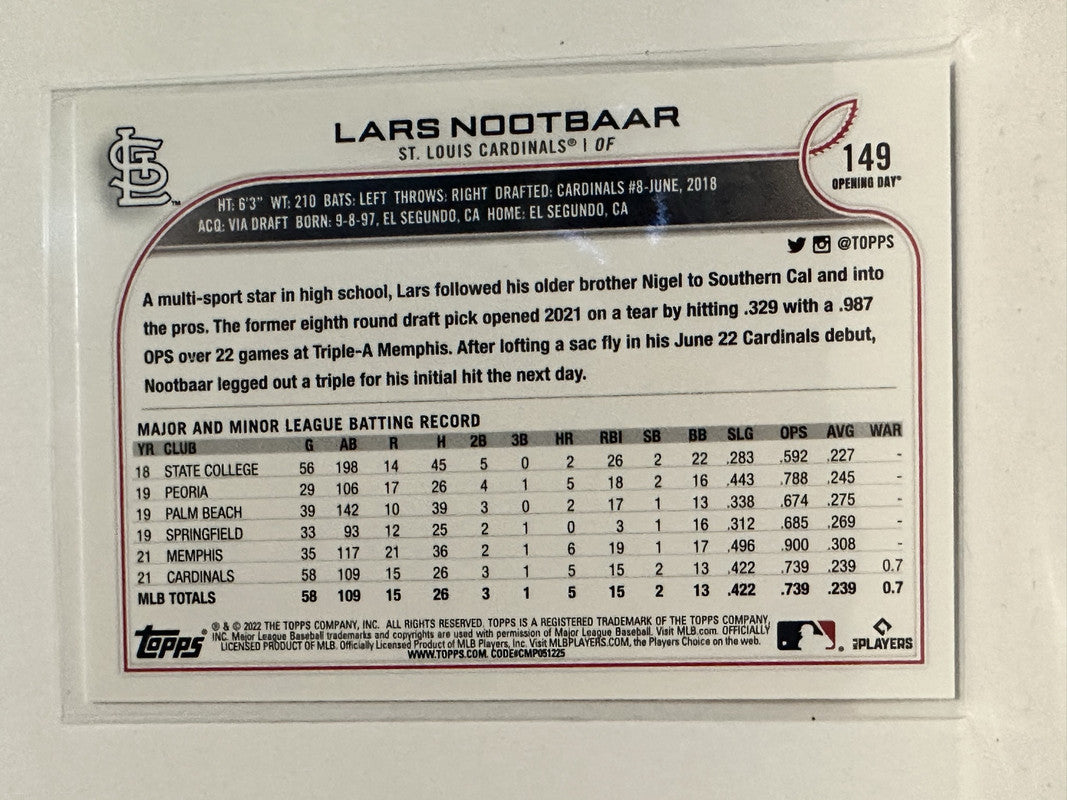 LARS NOOTBAAR
ST. LOUIS CARDINALS® | OF
149
OPENING DAY®
HT: 6'3" WT: 210 BATS: LEFT THROWS: RIGHT DRAFTED: CARDINALS #8-JUNE, 2018
ACQ: VIA DRAFT BORN: 9-8-97, EL SEGUNDO, CA HOME: EL SEGUNDO, CA
@TOPPS
A multi-sport star in high school, Lars followed his older brother Nigel to Southern Cal and into
the pros. The former eighth round draft pick opened 2021 on a tear by hitting .329 with a .987
OPS over 22 games at Triple-A Memphis. After lofting a sac fly in his June 22 Cardinals debut,
Nootbaar legged out a triple for his initial hit the next day.
MAJOR AND MINOR LEAGUE BATTING RECORD
YR CLUB G AB R H 2B 3B HR RBI SB BB SLG OPS AVG WAR
18 STATE COLLEGE 56 198 14 45 5 0 2 26 2 22 .283 .592 .227 -
19 PEORIA 29 106 17 26 4 1 5 18 2 16 .443 .788 .245 -
19 PALM BEACH 39 142 10 39 3 0 2 17 1 13 .338 .674 .275 -
19 SPRINGFIELD 33 93 12 25 2 1 0 3 1 16 .312 .685 .269 -
21 MEMPHIS 35 117 21 36 2 1 6 19 1 17 .496 .900 .308 -
21 CARDINALS 58 109 15 26 3 1 5 15 2 13 .422 .739 .239 0.7
MLB TOTALS 58 109 15 26 3 1 5 15 2 13 .422 .739 .239 0.7
® & © 2022 THE TOPPS COMPANY, INC. ALL RIGHTS RESERVED. TOPPS IS A REGISTERED TRADEMARK OF THE TOPPS COMPANY,
INC. Major League Baseball trademarks and copyrights are used with permission of Major League Baseball. Visit MLB.com. OFFICIALLY
LICENSED PRODUCT OF MLB. Officially Licensed Product of MLB Players, Inc. Visit MLBPLAYERS.COM, the Players Choice on the web.
WWW.TOPPS.COM. CODE#CMP051225
topps®
MLB PLAYERS